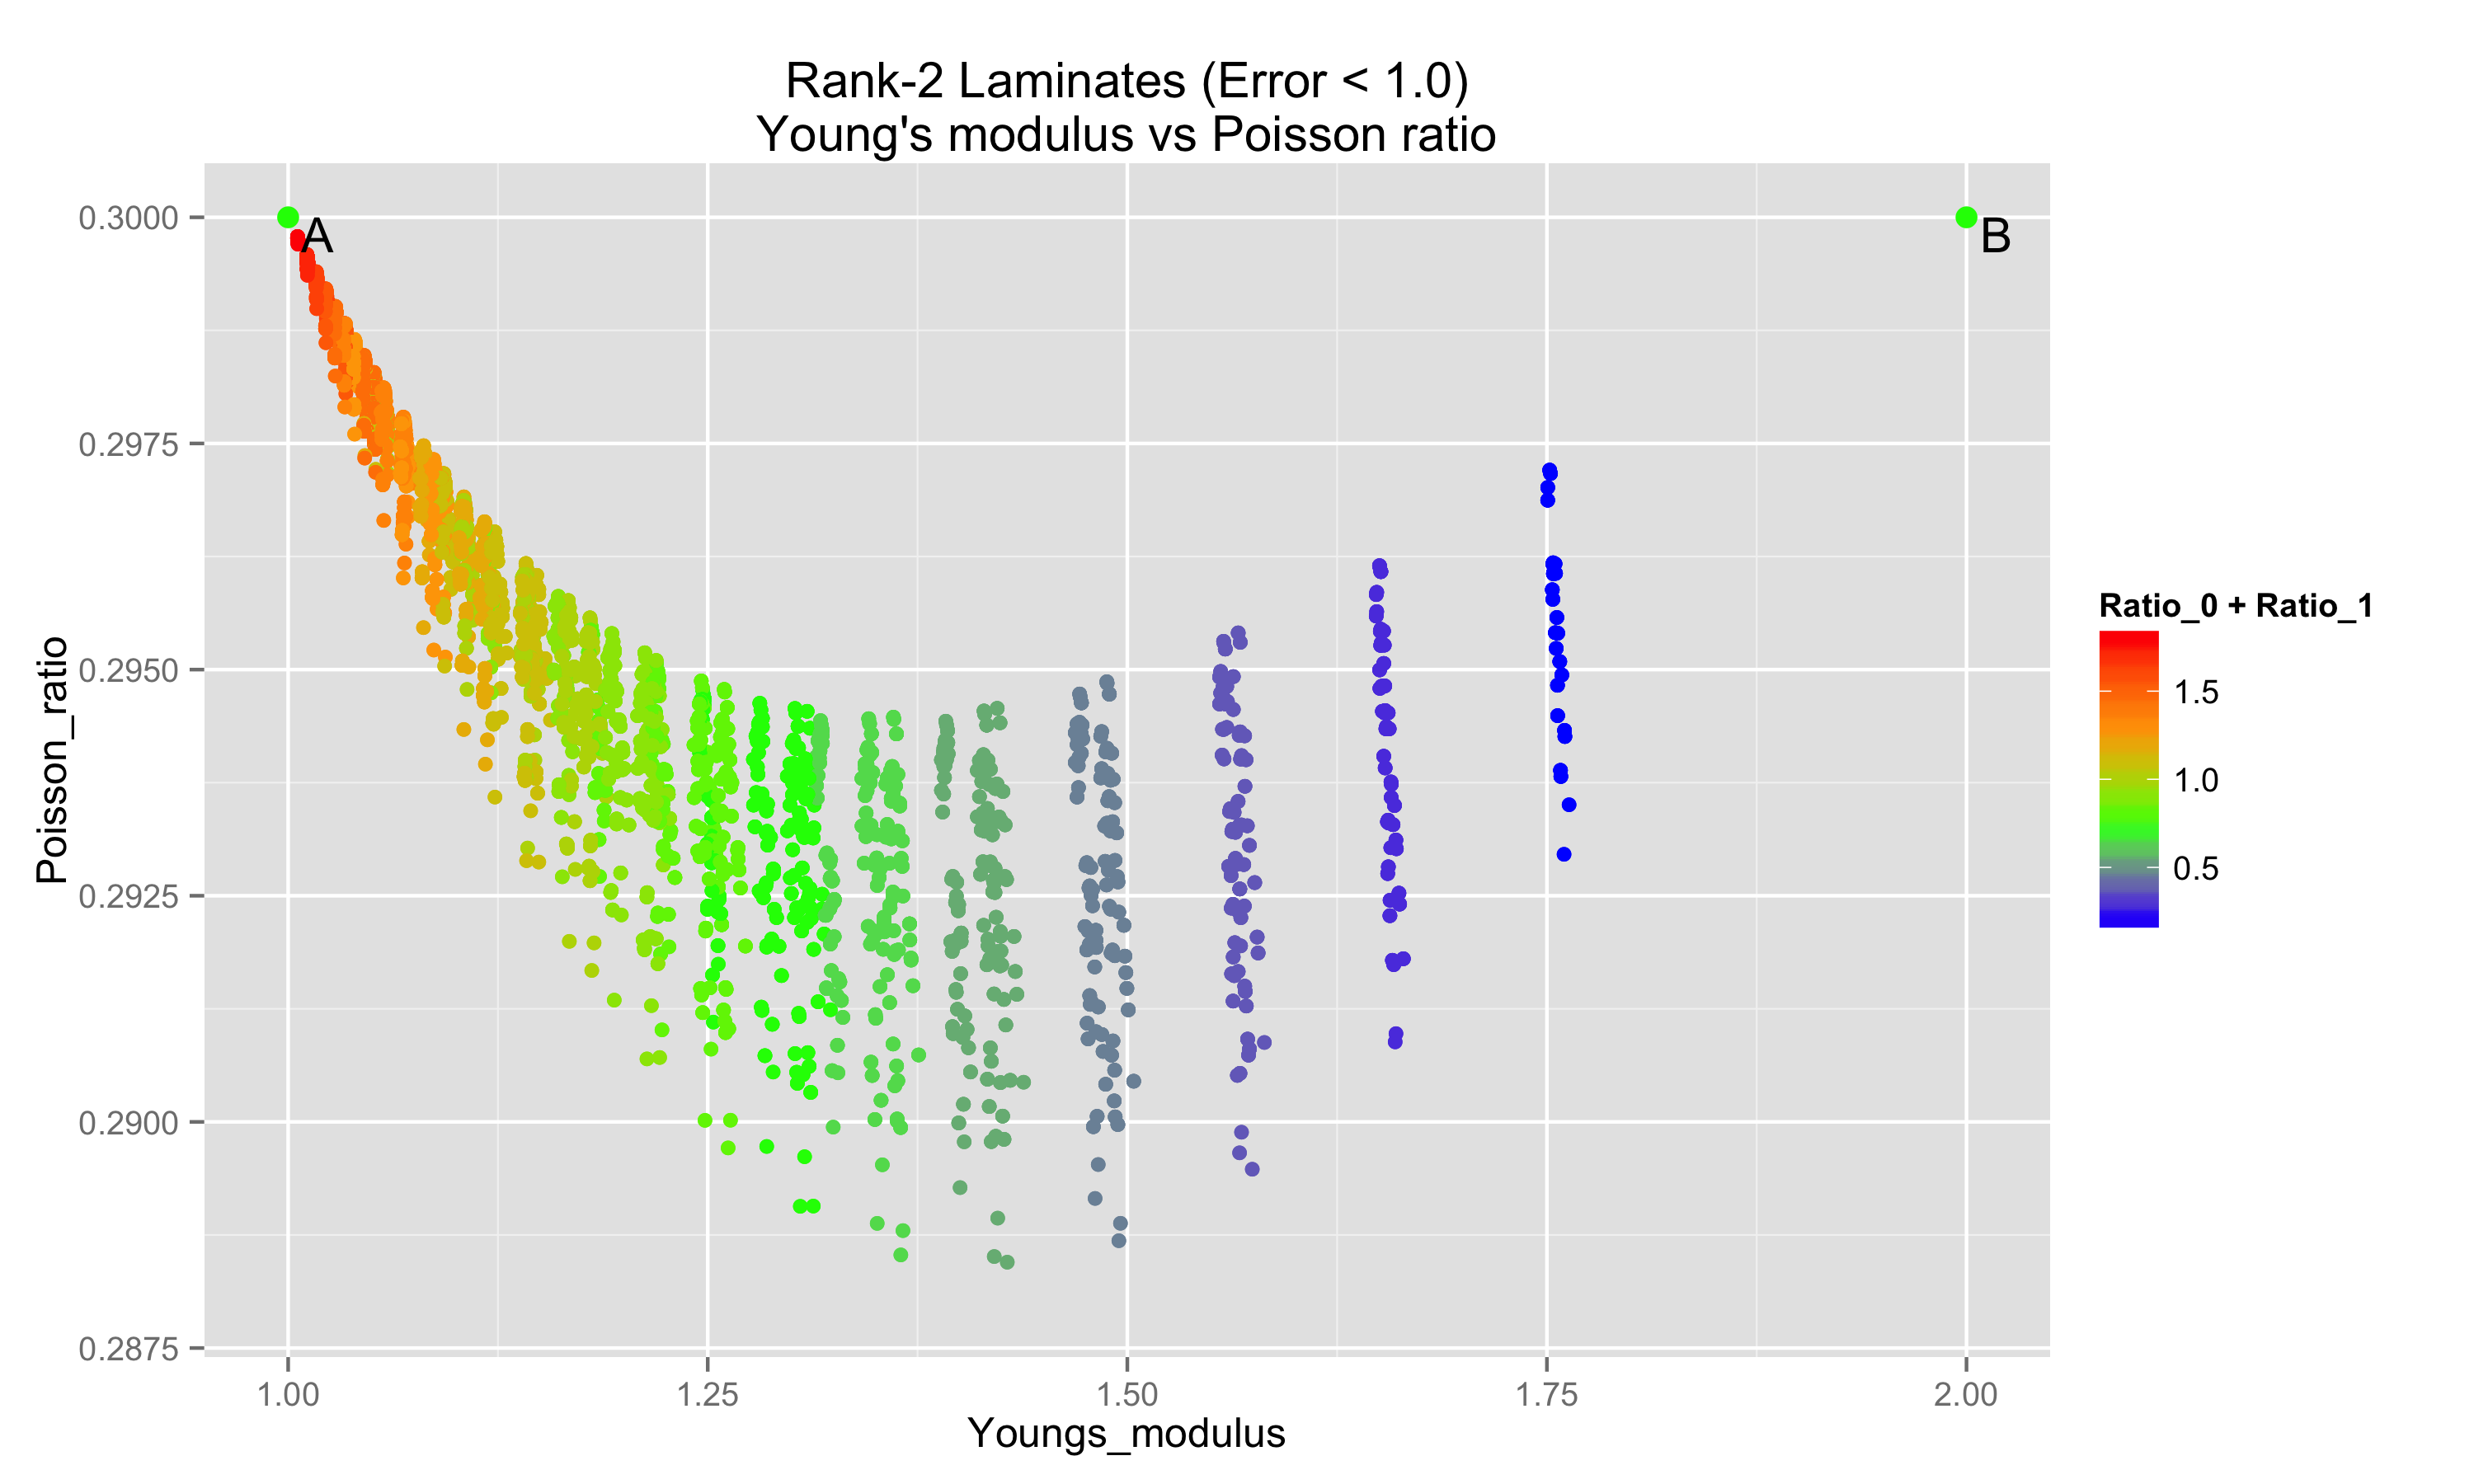 Rank-2 Laminates (Error < 1.0)
Young's modulus vs Poisson ratio
0.3000
0.2975
0.2950
0.2925
0.2900
0.2875
Poisson_ratio
A
B
1.00 1.25 1.50 1.75 2.00
Youngs_modulus
Ratio_0 + Ratio_1
1.5
1.0
0.5